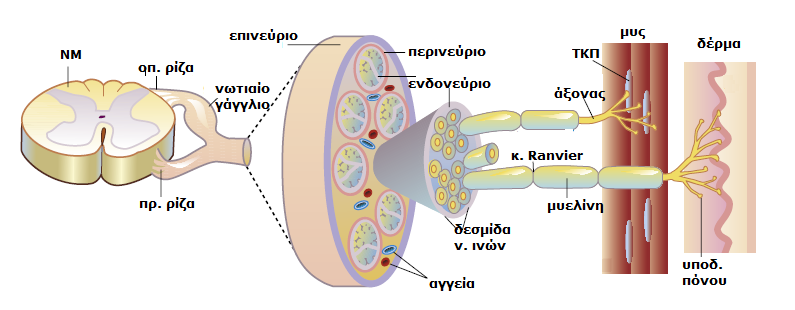 ΝΜ
οπ. ρίζα
νωτιαίο
γάγγλιο
πρ. ρίζα
επινεύριο
περινεύριο
ενδονεύριο
αγγεία
δεσμίδα
ν. ινών
κ. Ranvier
μυελίνη
άξονας
ΤΚΠ
μυς
δέρμα
υποδ.
πόνου